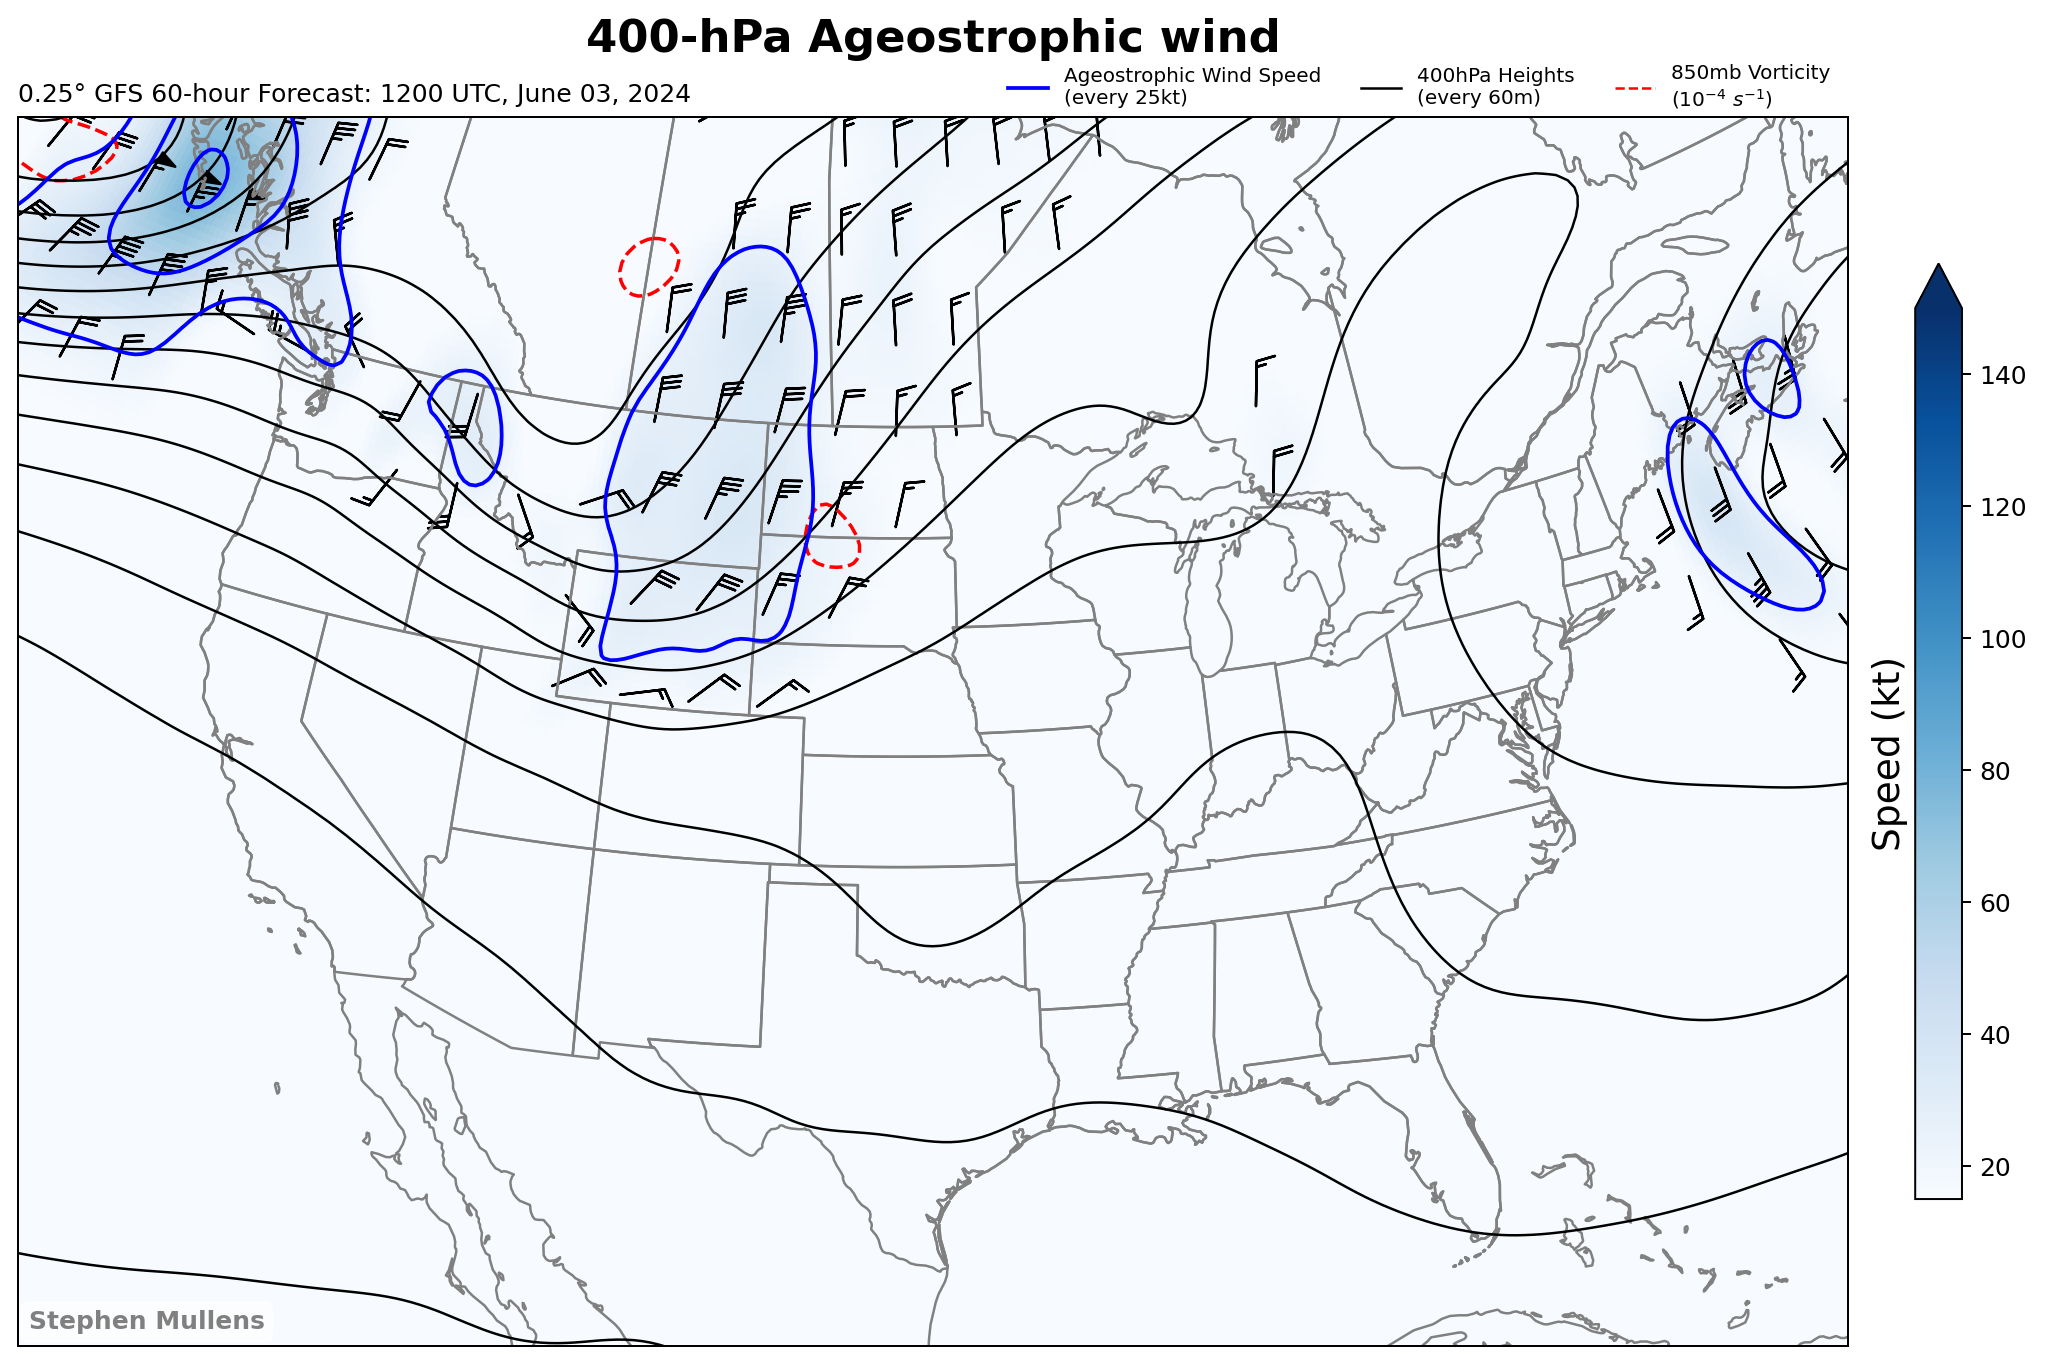 400-hPa Ageostrophic wind
0.25° GFS 60-hour Forecast: 1200 UTC, June 03, 2024
Ageostrophic Wind Speed
(every 25kt)
400hPa Heights
(every 60m)
850mb Vorticity
(10⁻⁴ s⁻¹)
140
120
100
80
60
40
20
Speed (kt)
Stephen Mullens